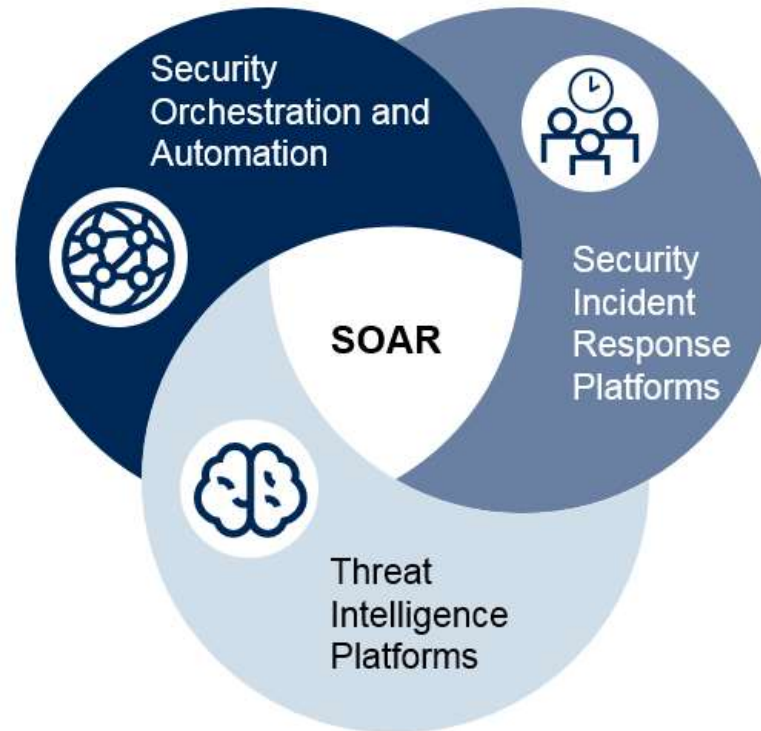 Security
Orchestration and
Automation
Security
Incident
Response
Platforms
SOAR
Threat
Intelligence
Platforms